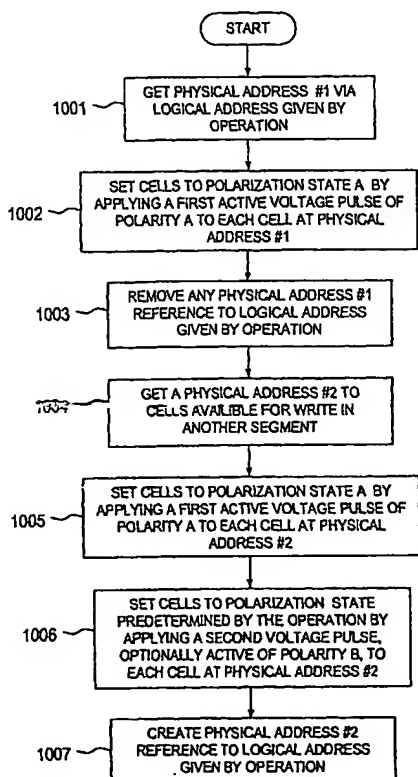 START
1001
GET PHYSICAL ADDRESS #1 VIA
LOGICAL ADDRESS GIVEN BY
OPERATION
1002
SET CELLS TO POLARIZATION STATE A BY
APPLYING A FIRST ACTIVE VOLTAGE PULSE
OF POLARITY A TO EACH CELL AT PHYSICAL
ADDRESS #1
1003
REMOVE ANY PHYSICAL ADDRESS #1
REFERENCE TO LOGICAL ADDRESS
GIVEN BY OPERATION
1004
GET A PHYSICAL ADDRESS #2 TO
CELLS AVAILABLE FOR WRITE IN
ANOTHER SEGMENT
1005
SET CELLS TO POLARIZATION STATE A BY
APPLYING A FIRST ACTIVE VOLTAGE PULSE OF
POLARITY A TO EACH CELL AT PHYSICAL
ADDRESS #2
1006
SET CELLS TO POLARIZATION STATE
PREDETERMINED BY THE OPERATION BY
APPLYING A SECOND VOLTAGE PULSE,
OPTIONALLY ACTIVE OF POLARITY B, TO
EACH CELL AT PHYSICAL ADDRESS #2
1007
CREATE PHYSICAL ADDRESS #2
REFERENCE TO LOGICAL ADDRESS
GIVEN BY OPERATION